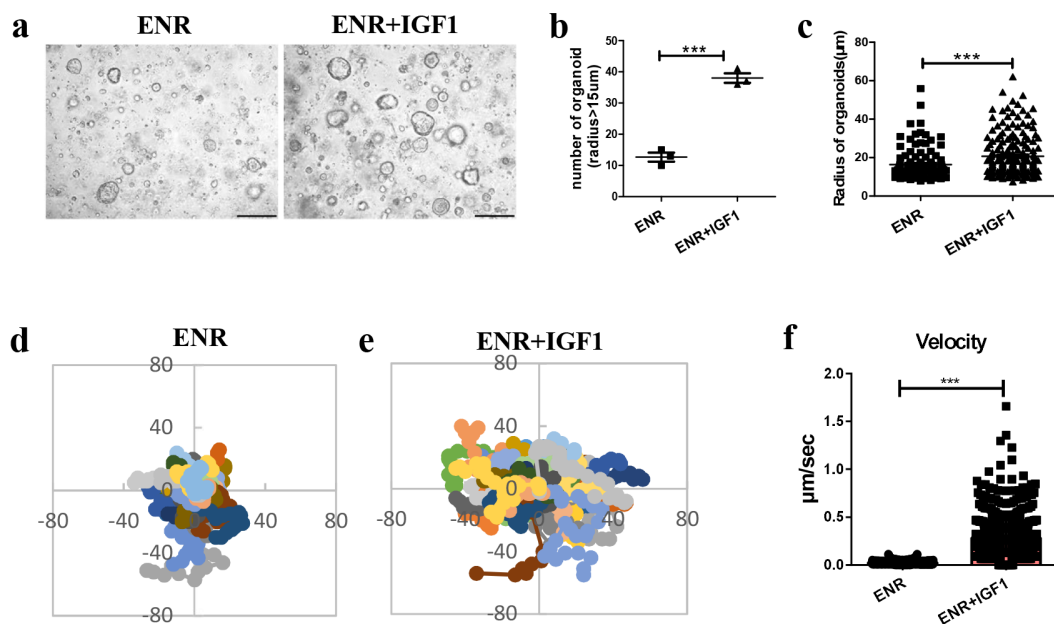 a
ENR
ENR+IGF1
b
number of organoid
(radius>15um)
50
40
30
20
10
0
***
ENR
ENR+IGF1
c
Radius of organoids(µm)
80
60
40
20
0
***
ENR
ENR+IGF1
d
ENR
80
40
0
-80
-40
0
40
80
-40
-80
e
ENR+IGF1
80
40
0
-80
-40
0
40
80
-40
-80
f
Velocity
µm/sec
2.0
1.5
1.0
0.5
0.0
***
ENR
ENR+IGF1